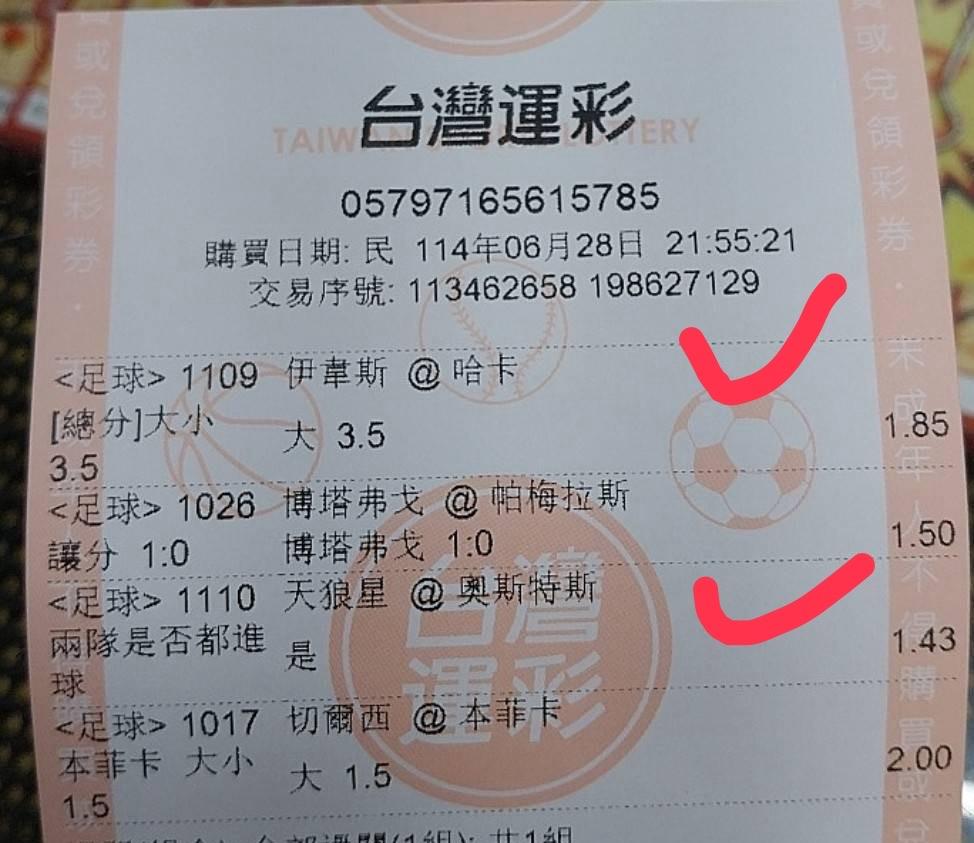 台灣運彩
TAIWAN SPORTS LOTTERY
05797165615785
購買日期: 民 114年06月28日 21:55:21
交易序號: 113462658 198627129
<足球> 1109 伊韋斯 @ 哈卡
[總分]大小 大 3.5 1.85
3.5
<足球> 1026 博塔弗戈 @ 帕梅拉斯
讓分 1:0 博塔弗戈 1:0 1.50
<足球> 1110 天狼星 @ 奧斯特斯
兩隊是否都進 是 1.43
球
<足球> 1017 切爾西 @ 本菲卡
本菲卡 大小 大 1.5 2.00
1.5
台灣
運彩
或兌領彩券．
或兌領彩券．未成年人不得購買或兌